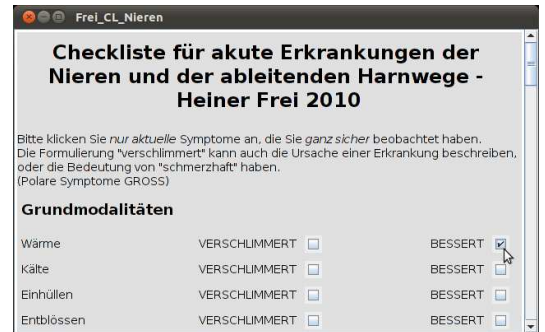 Frei_CL_Nieren
Checkliste für akute Erkrankungen der
Nieren und der ableitenden Harnwege -
Heiner Frei 2010
Bitte klicken Sie nur aktuelle Symptome an, die Sie ganz sicher beobachtet haben.
Die Formulierung "verschlimmert" kann auch die Ursache einer Erkrankung beschreiben,
oder die Bedeutung von "schmerzhaft" haben.
(Polare Symptome GROSS)
Grundmodalitäten
Wärme VERSCHLIMMERT BESSERT
Kälte VERSCHLIMMERT BESSERT
Einhüllen VERSCHLIMMERT BESSERT
Entblössen VERSCHLIMMERT BESSERT